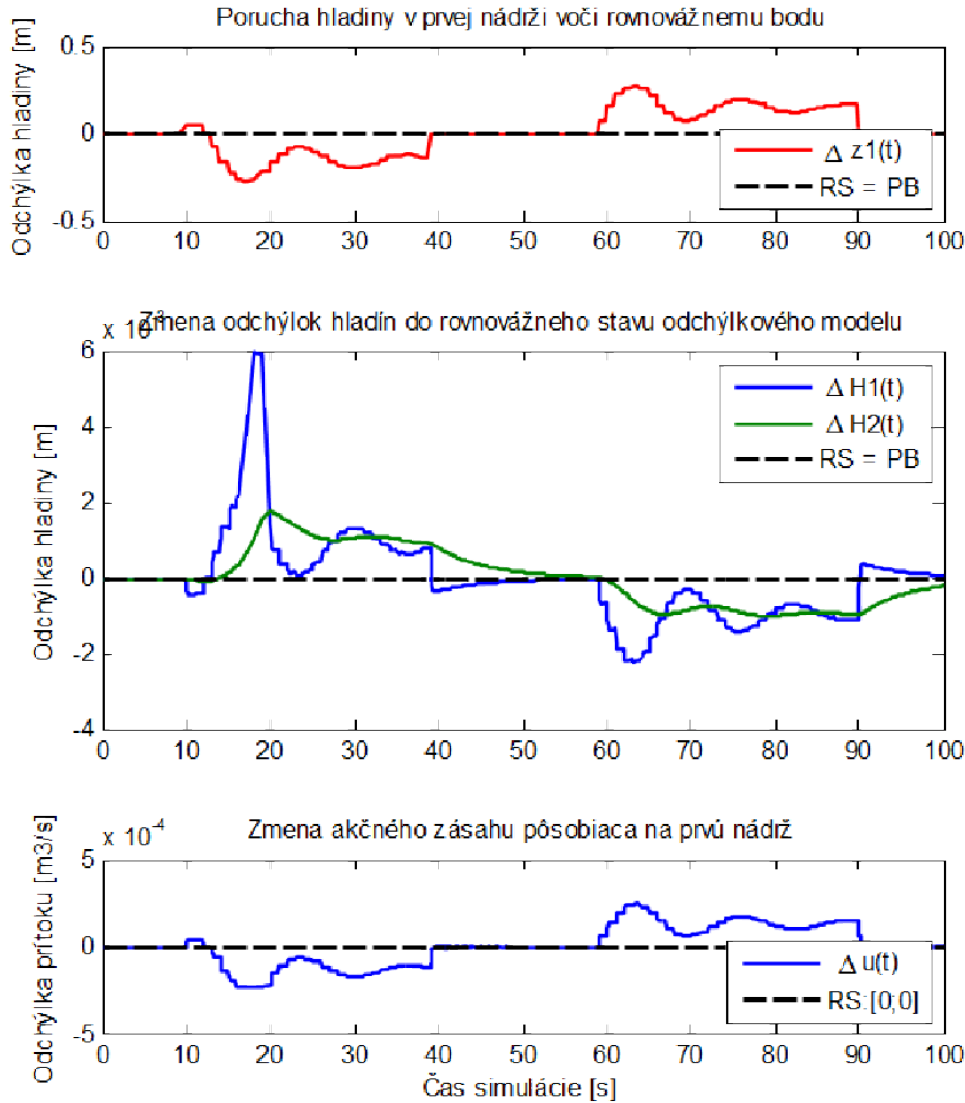 Porucha hladiny v prvej nádrži voči rovnovážnemu bodu
Odchýlka hladiny [m]
0.5
0
-0.5
Δ z1(t)
RS = PB
0 10 20 30 40 50 60 70 80 90 100
x 10
Zmena odchýlok hladín do rovnovážneho stavu odchýlkového modelu
Odchýlka hladiny [m]
6
4
2
0
-2
-4
Δ H1(t)
Δ H2(t)
RS = PB
0 10 20 30 40 50 60 70 80 90 100
x 10-4
Zmena akčného zásahu pôsobiaca na prvú nádrž
Odchýlka prítoku [m3/s]
5
0
-5
Δ u(t)
RS:[0;0]
0 10 20 30 40 50 60 70 80 90 100
Čas simulácie [s]